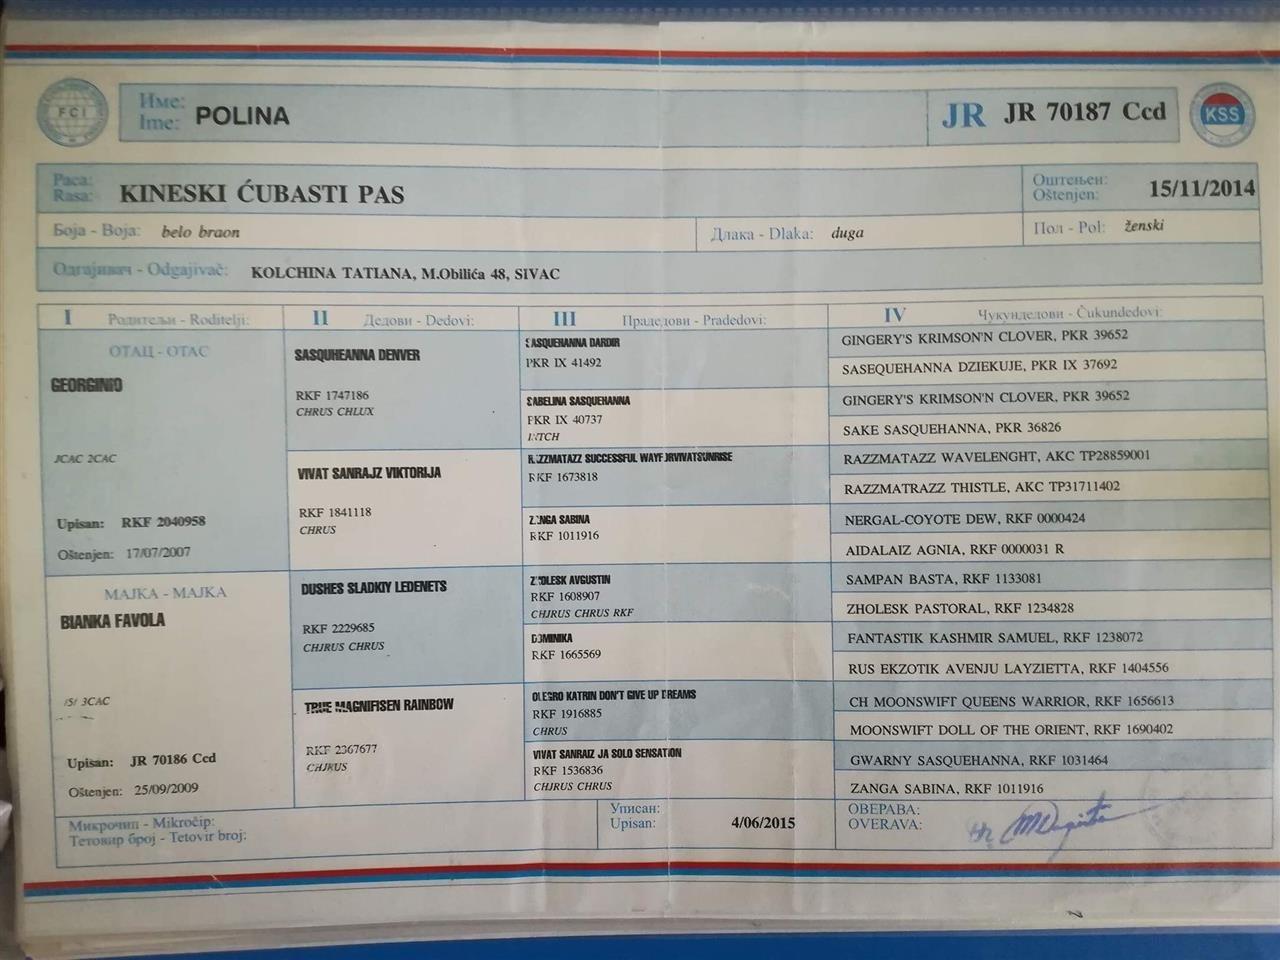 FCI
Име:
Ime: POLINA
JR JR 70187 Ccd
KSS
Раса:
Rasa: KINESKI ĆUBASTI PAS
Оштењен:
Oštenjen: 15/11/2014
Боја - Boja: belo braon
Длака - Dlaka: duga
Пол - Pol: ženski
Одгајивач - Odgajivač: KOLCHINA TATIANA, M.Obilića 48, SIVAC
I Родитељи - Roditelji:
ОТАЦ - OTAC
GEORGINIO
JCAC 2CAC
Upisan: RKF 2040958
Oštenjen: 17/07/2007
МАЈКА - MAJKA
BIANKA FAVOLA
3CAC
Upisan: JR 70186 Ccd
Oštenjen: 25/09/2009
II Дедови - Dedovi:
SASQUHEANNA DENVER
RKF 1747186
CHRUS CHLUX
VIVAT SANRAJZ VIKTORIJA
RKF 1841118
CHRUS
DUSHES SLADKIY LEDENETS
RKF 2229685
CHJRUS CHRUS
TRUE MAGNIFISEN RAINBOW
RKF 2367677
CHJRUS
III Прадедови - Pradedovi:
SASQUEHANNA DARDIR
PKR IX 41492
SABELINA SASQUEHANNA
PKR IX 40737
INTCH
RAZZMATAZZ SUCCESSFUL WAYFORVIVATSUNRISE
RKF 1673818
ZANGA SABINA
RKF 1011916
ZHOLESK AVGUSTIN
RKF 1608907
CHJRUS CHRUS RKF
DOMINIKA
RKF 1665569
OLEGRO KATRIN DON'T GIVE UP DREAMS
RKF 1916885
CHRUS
VIVAT SANRAIZ JA SOLO SENSATION
RKF 1536836
CHJRUS CHRUS
IV Чукундедови - Čukundedovi:
GINGERY'S KRIMSON'N CLOVER, PKR 39652
SASEQUEHANNA DZIEKUJE, PKR IX 37692
GINGERY'S KRIMSON'N CLOVER, PKR 39652
SAKE SASQUEHANNA, PKR 36826
RAZZMATAZZ WAVELENGHT, AKC TP28859001
RAZZMATRAZZ THISTLE, AKC TP31711402
NERGAL-COYOTE DEW, RKF 0000424
AIDALAIZ AGNIA, RKF 0000031 R
SAMPAN BASTA, RKF 1133081
ZHOLESK PASTORAL, RKF 1234828
FANTASTIK KASHMIR SAMUEL, RKF 1238072
RUS EKZOTIK AVENJU LAYZIETTA, RKF 1404556
CH MOONSWIFT QUEENS WARRIOR, RKF 1656613
MOONSWIFT DOLL OF THE ORIENT, RKF 1690402
GWARNY SASQUEHANNA, RKF 1031464
ZANGA SABINA, RKF 1011916
Микрочип - Mikročip:
Тетовир број - Tetovir broj:
Уписан:
Upisan: 4/06/2015
ОВЕРАВА:
OVERAVA: